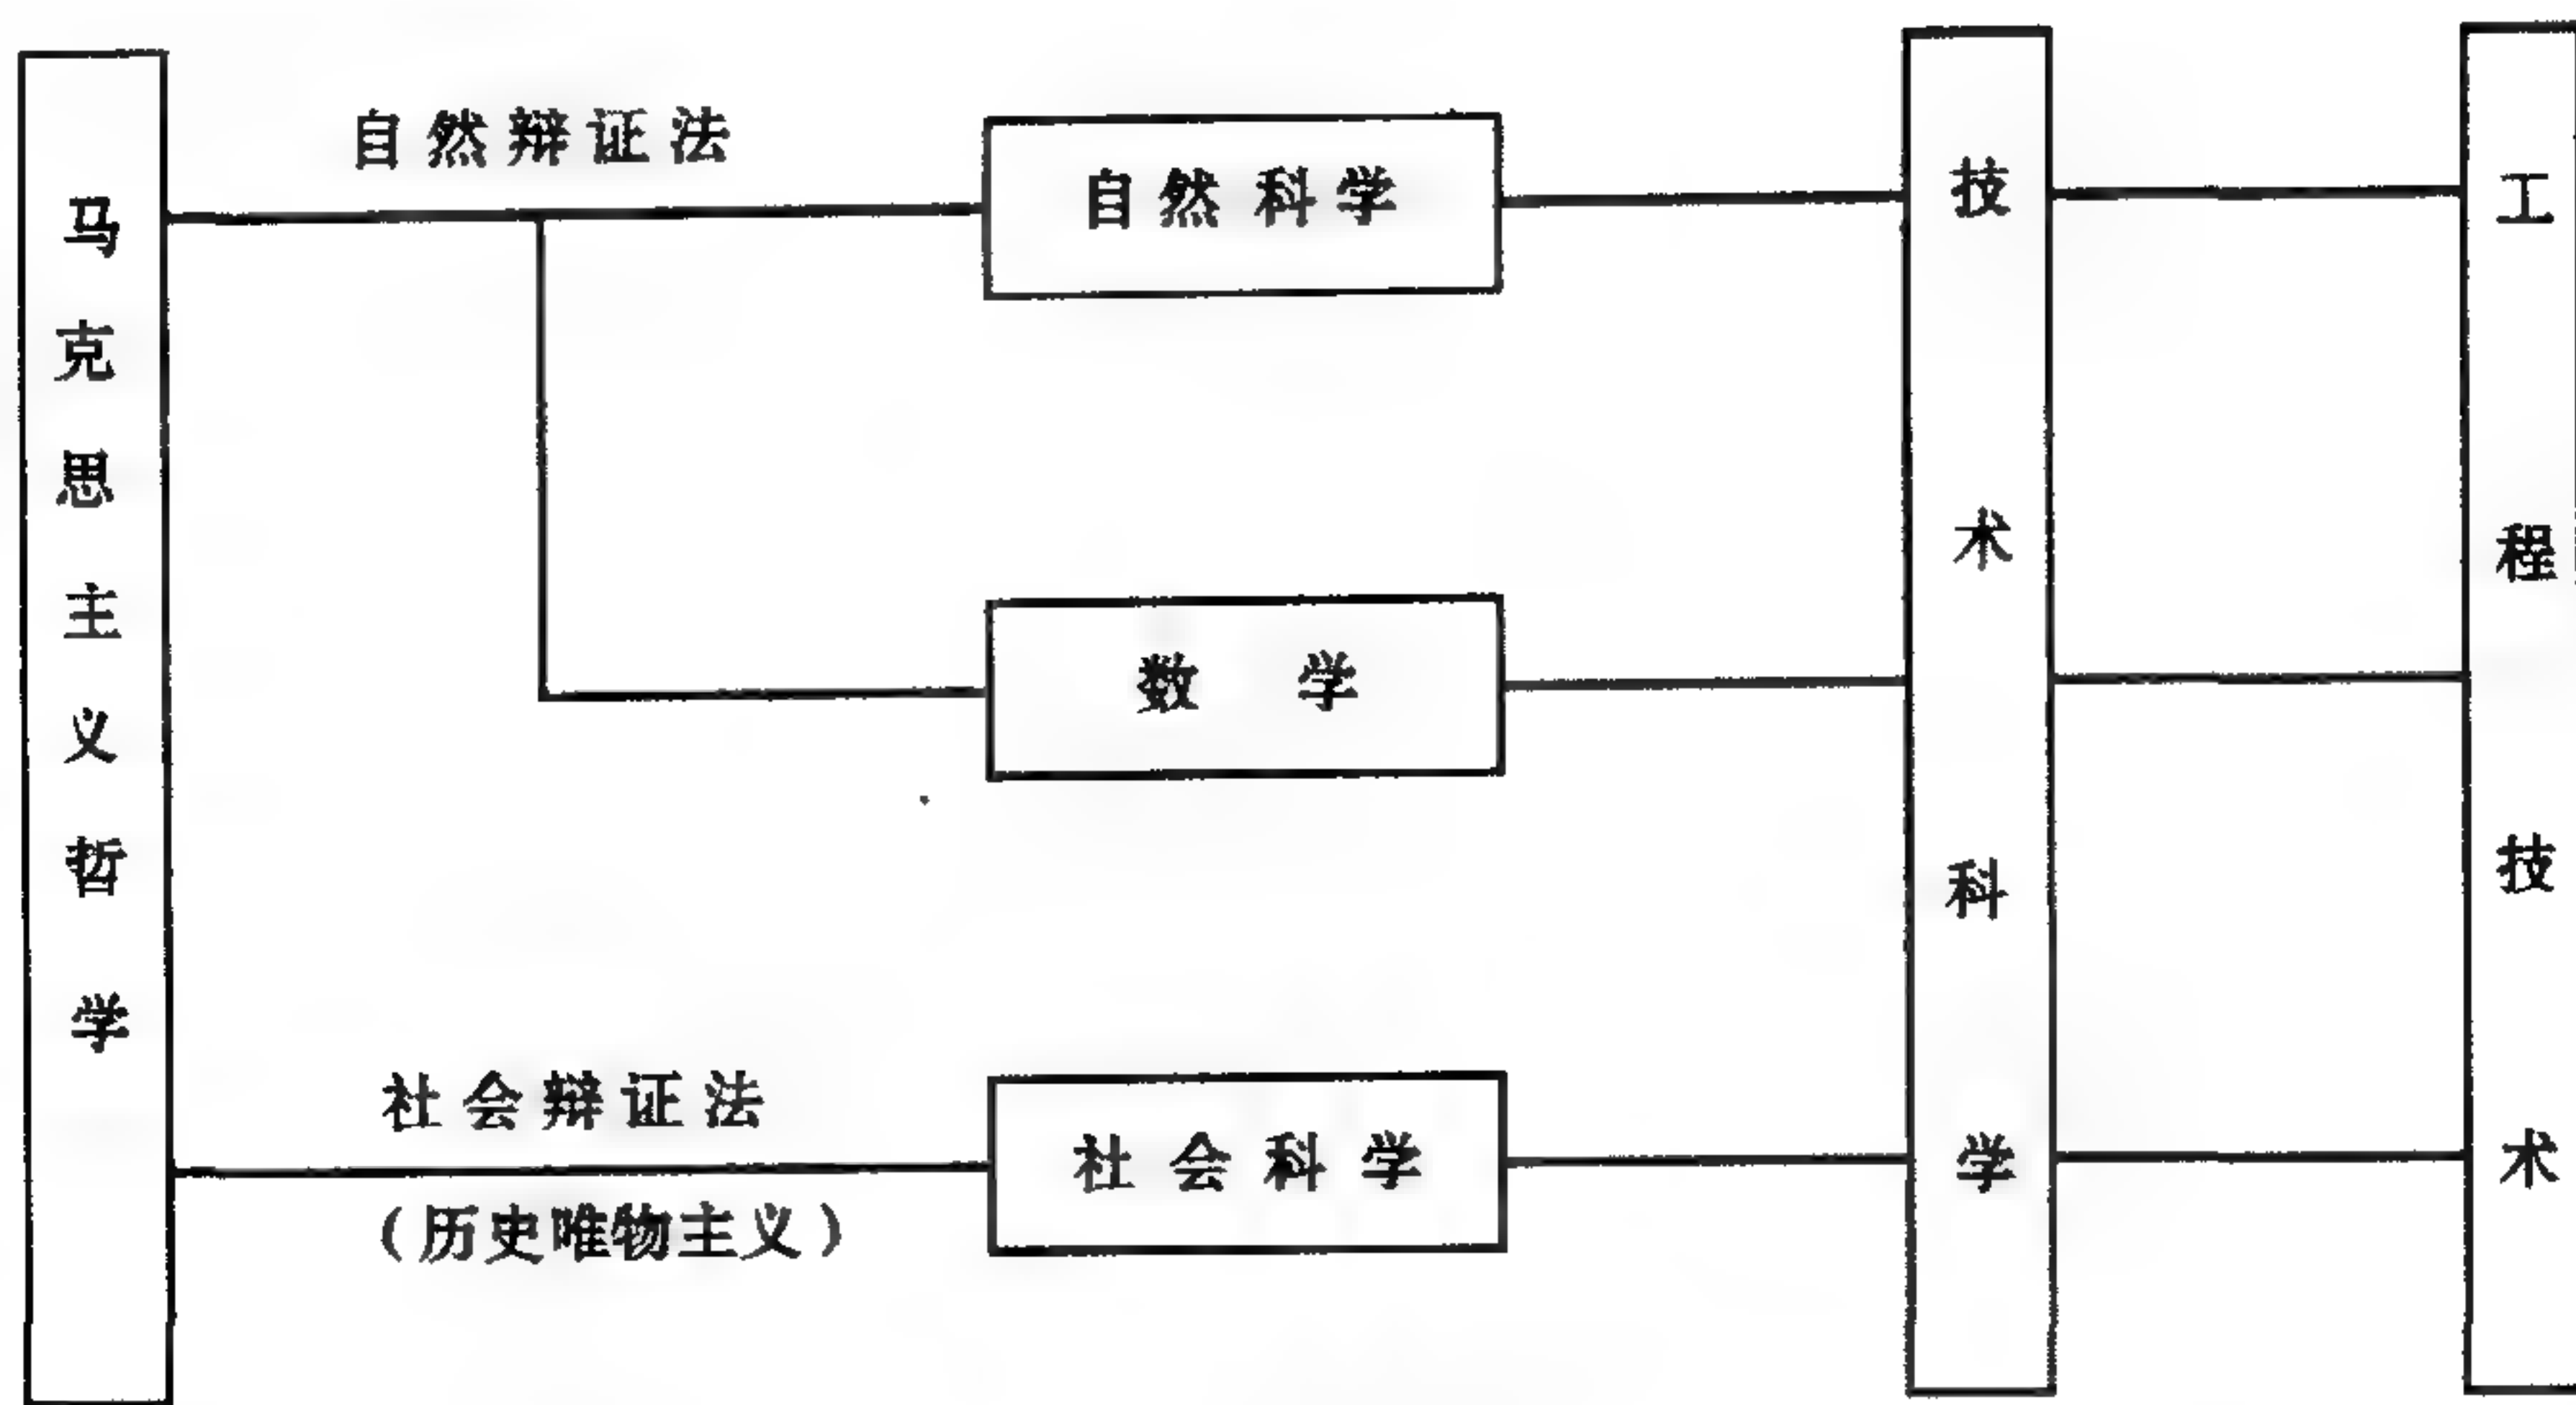 马克思主义哲学
自然辩证法
自然科学
数学
社会辩证法
(历史唯物主义)
社会科学
技术科学
工程技术